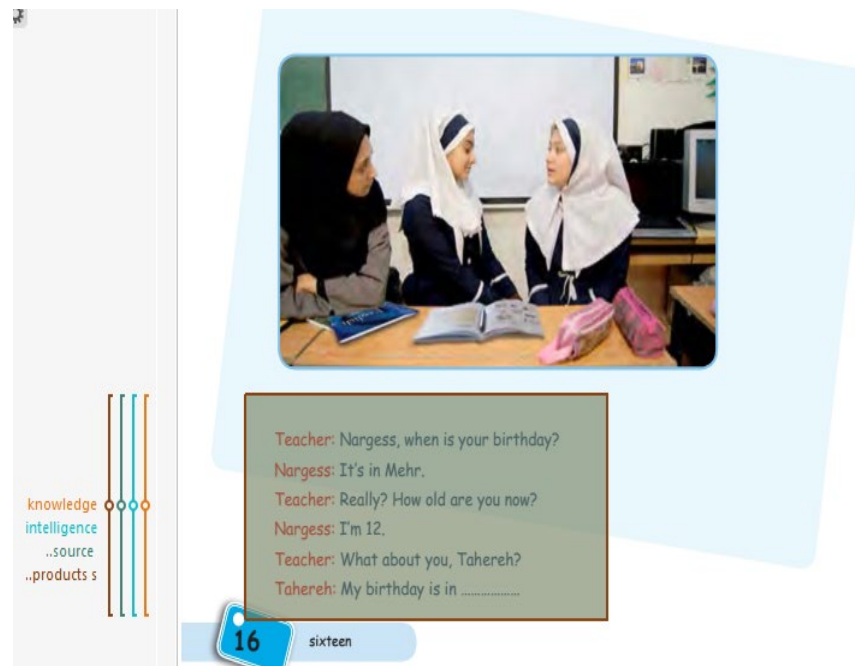 Teacher: Nargess, when is your birthday?
Nargess: It's in Mehr.
Teacher: Really? How old are you now?
Nargess: I'm 12.
Teacher: What about you, Tahereh?
Tahereh: My birthday is in ..................
knowledge
intelligence
..source
..products s
16
sixteen